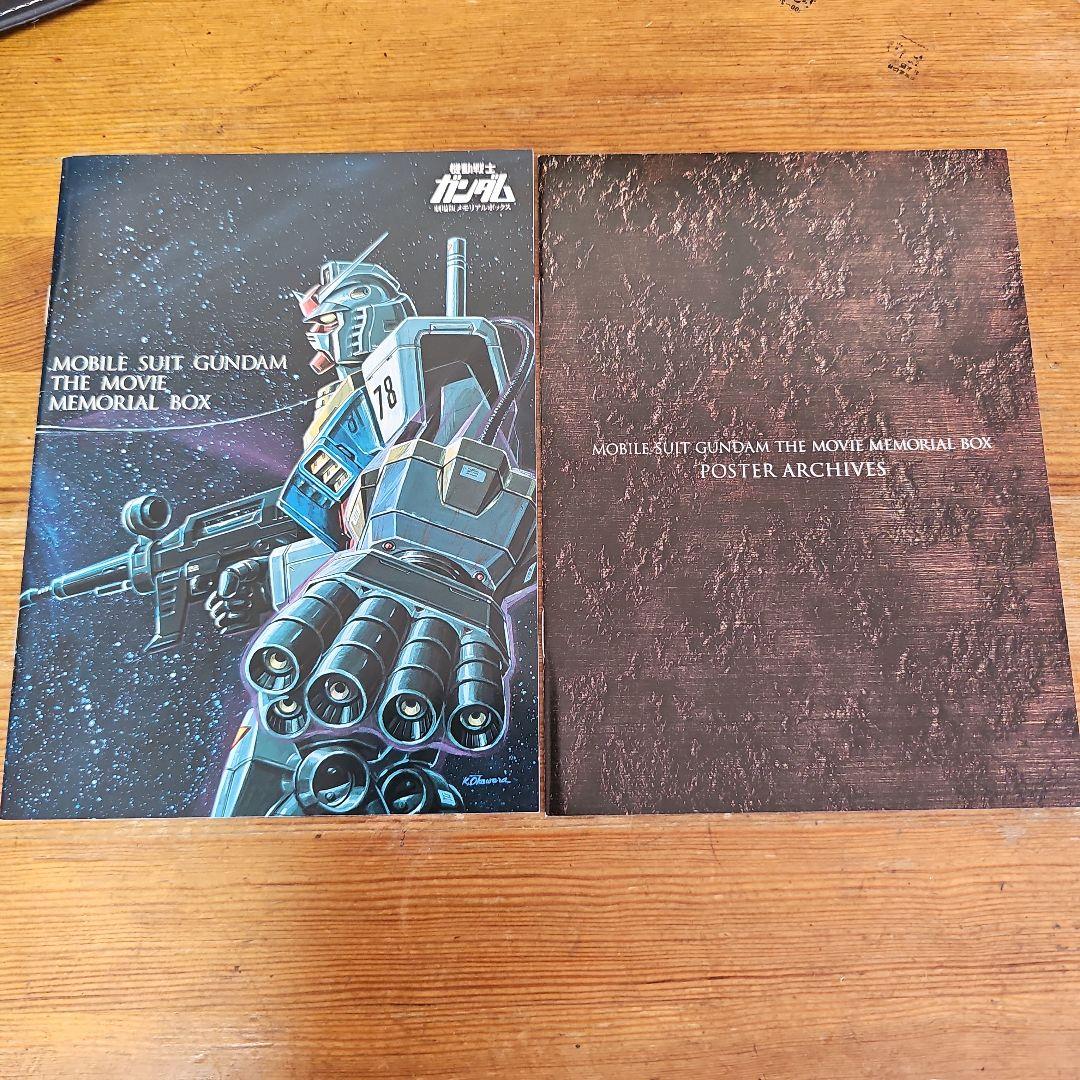 機動戦士
ガンダム
劇場版メモリアルボックス
MOBILE SUIT GUNDAM
THE MOVIE
MEMORIAL BOX
78
K.Okawara
MOBILE SUIT GUNDAM THE MOVIE MEMORIAL BOX
POSTER ARCHIVES